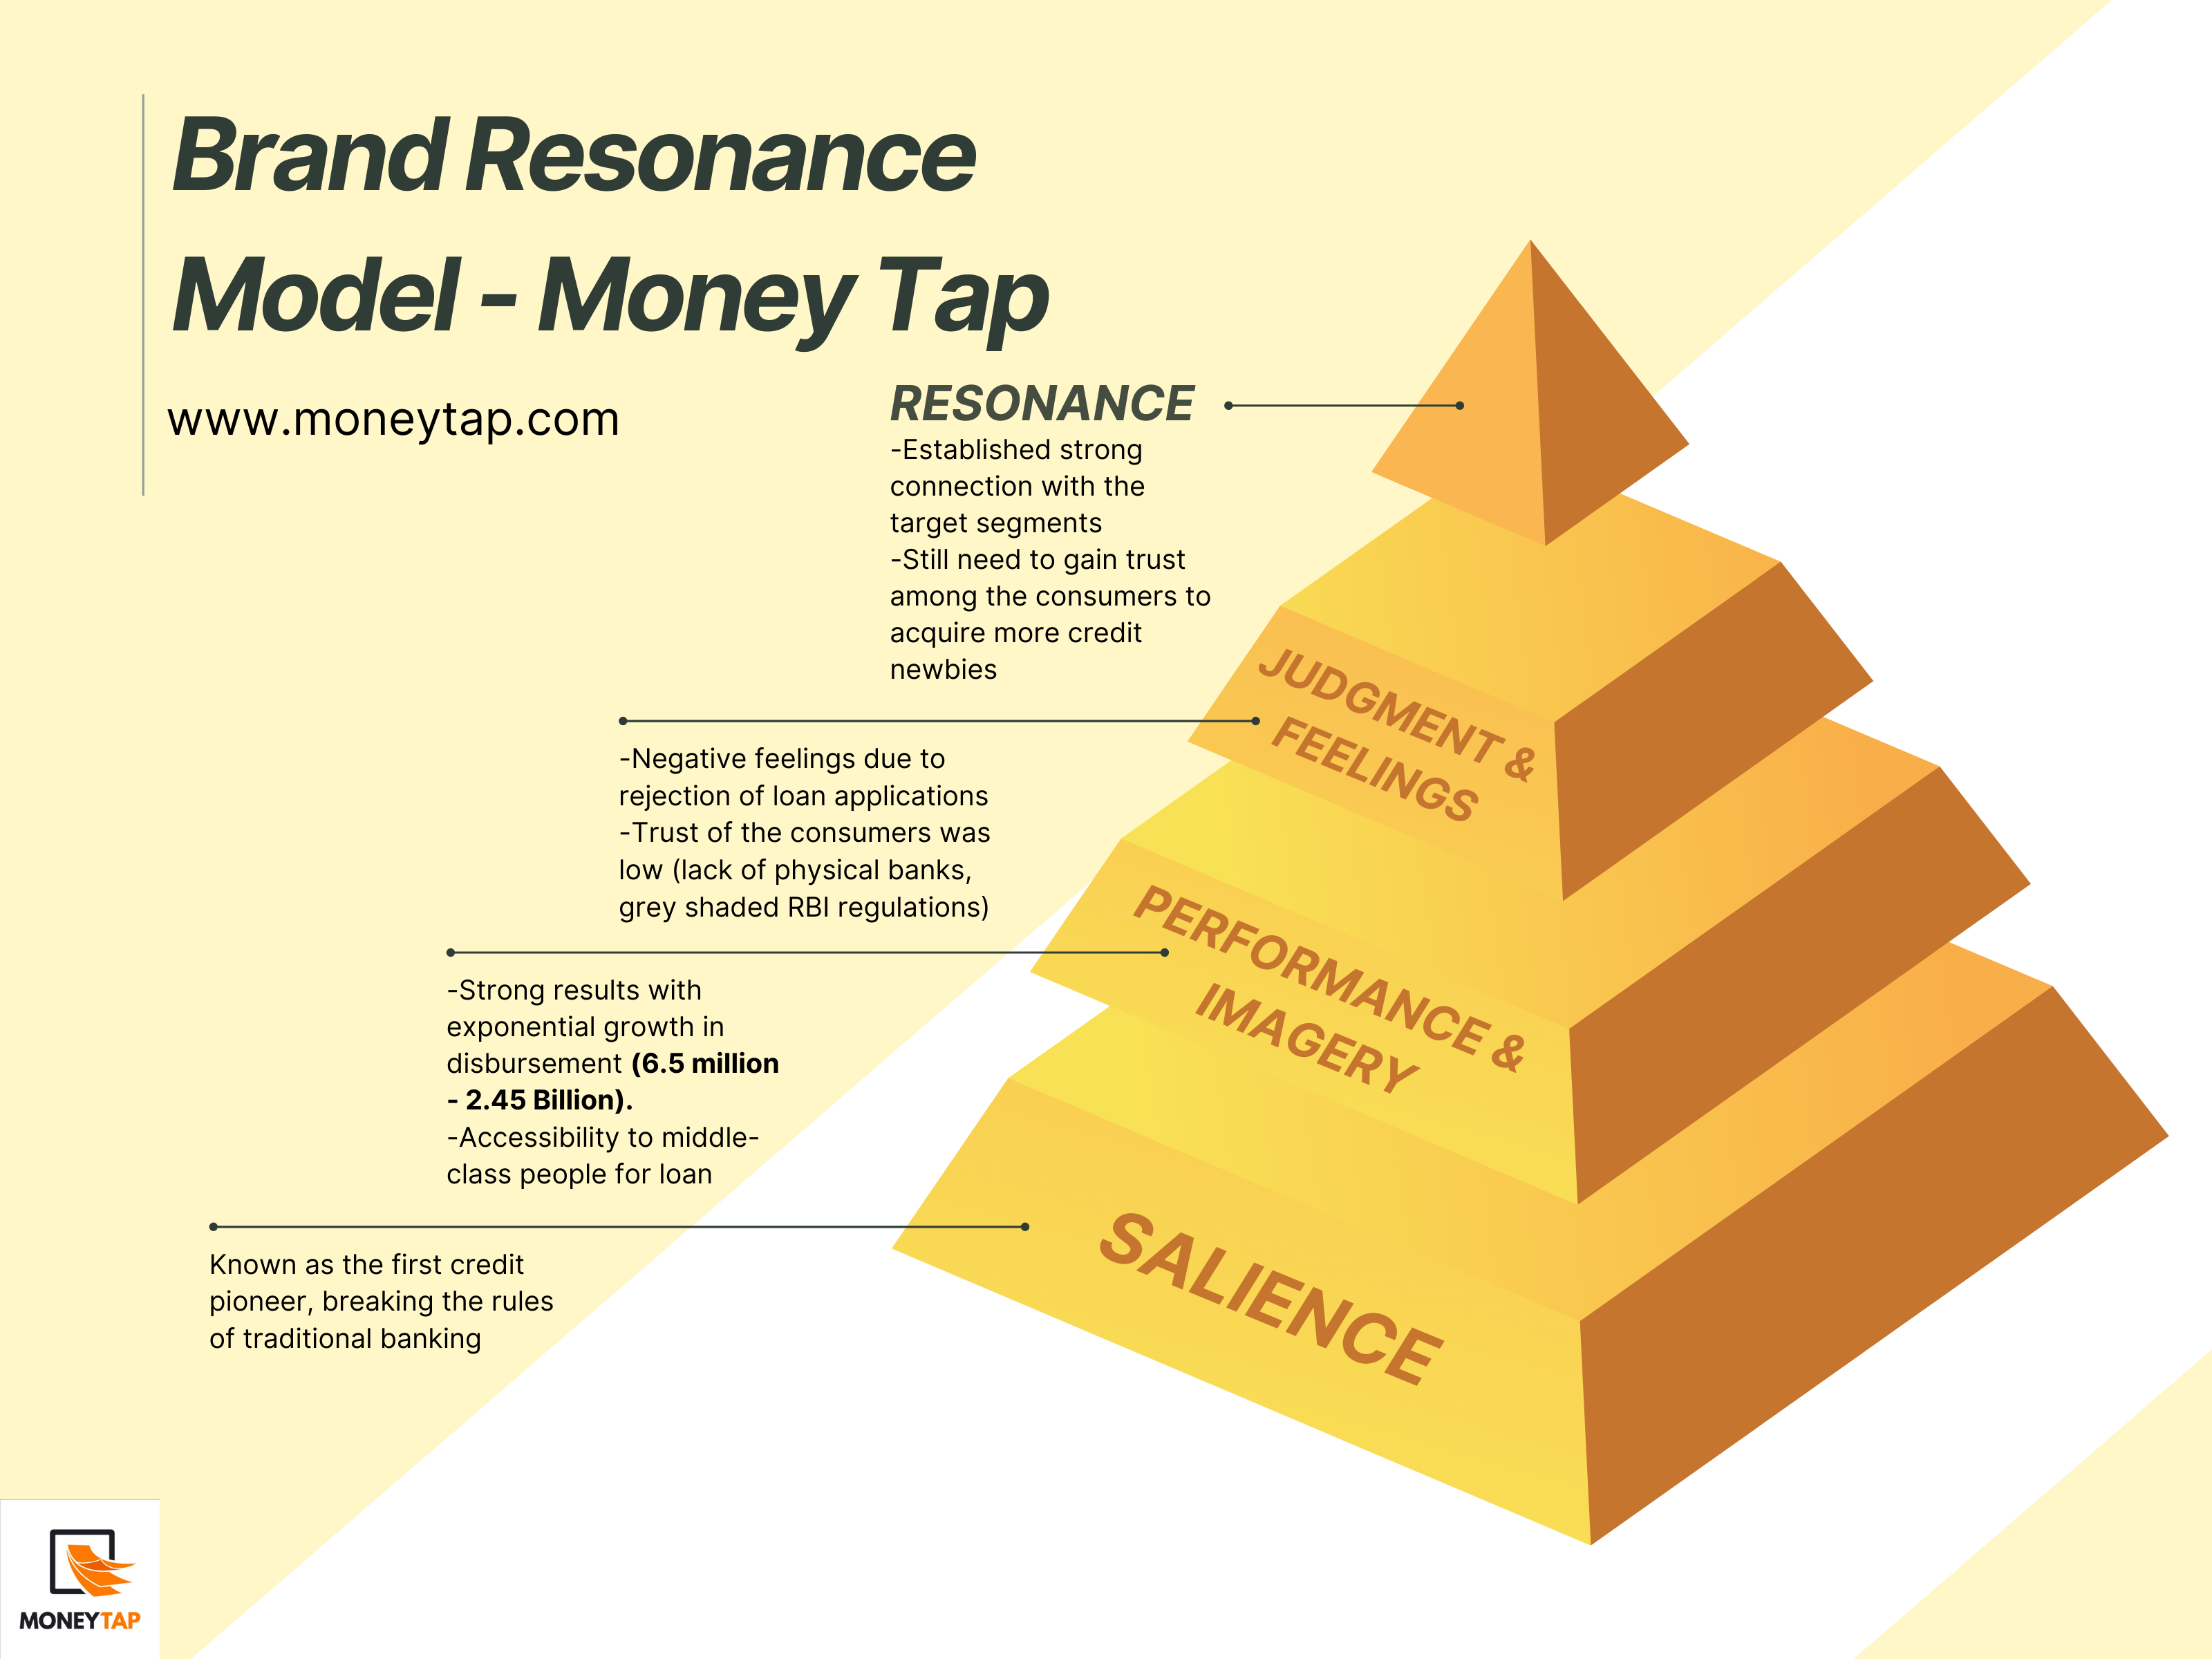 Brand Resonance
Model - Money Tap
www.moneytap.com
RESONANCE
-Established strong
connection with the
target segments
-Still need to gain trust
among the consumers to
acquire more credit
newbies
JUDGMENT &
FEELINGS
-Negative feelings due to
rejection of loan applications
-Trust of the consumers was
low (lack of physical banks,
grey shaded RBI regulations)
PERFORMANCE &
IMAGERY
-Strong results with
exponential growth in
disbursement (6.5 million
- 2.45 Billion).
-Accessibility to middle-
class people for loan
SALIENCE
Known as the first credit
pioneer, breaking the rules
of traditional banking
MONEYTAP